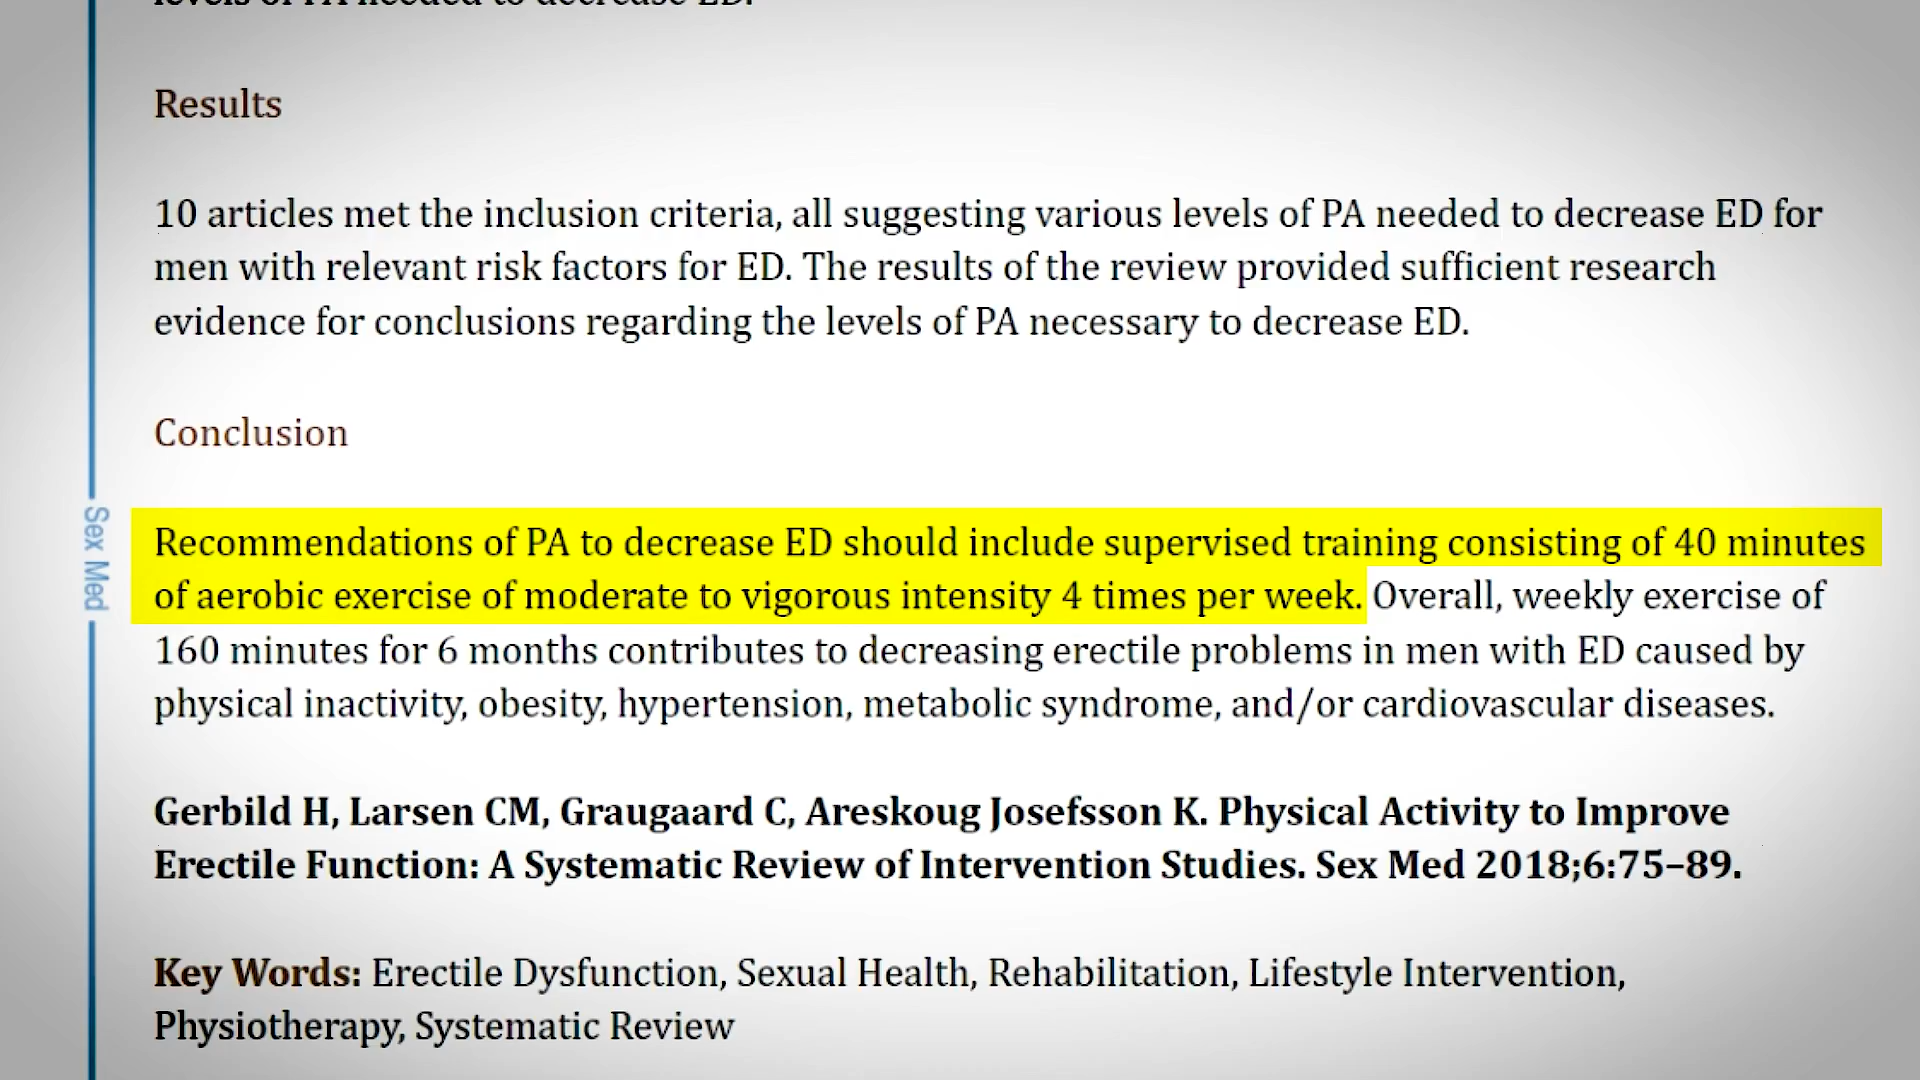 levels of PA needed to decrease ED.
Results
10 articles met the inclusion criteria, all suggesting various levels of PA needed to decrease ED for
men with relevant risk factors for ED. The results of the review provided sufficient research
evidence for conclusions regarding the levels of PA necessary to decrease ED.
Conclusion
Sex Med
Recommendations of PA to decrease ED should include supervised training consisting of 40 minutes
of aerobic exercise of moderate to vigorous intensity 4 times per week. Overall, weekly exercise of
160 minutes for 6 months contributes to decreasing erectile problems in men with ED caused by
physical inactivity, obesity, hypertension, metabolic syndrome, and/or cardiovascular diseases.
Gerbild H, Larsen CM, Graugaard C, Areskoug Josefsson K. Physical Activity to Improve
Erectile Function: A Systematic Review of Intervention Studies. Sex Med 2018;6:75–89.
Key Words: Erectile Dysfunction, Sexual Health, Rehabilitation, Lifestyle Intervention,
Physiotherapy, Systematic Review